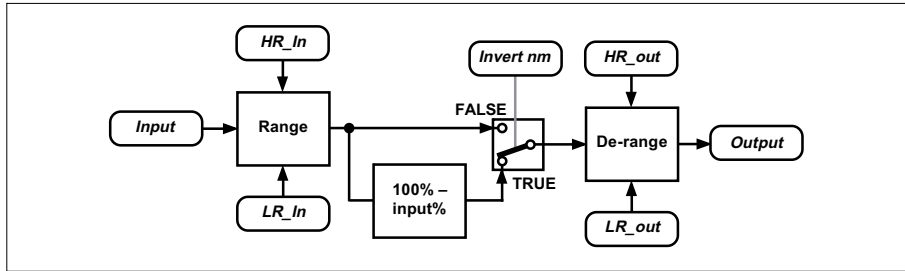 HR_In
Invert nm
HR_out
FALSE
Input
Range
De-range
Output
TRUE
100% –
input%
LR_In
LR_out